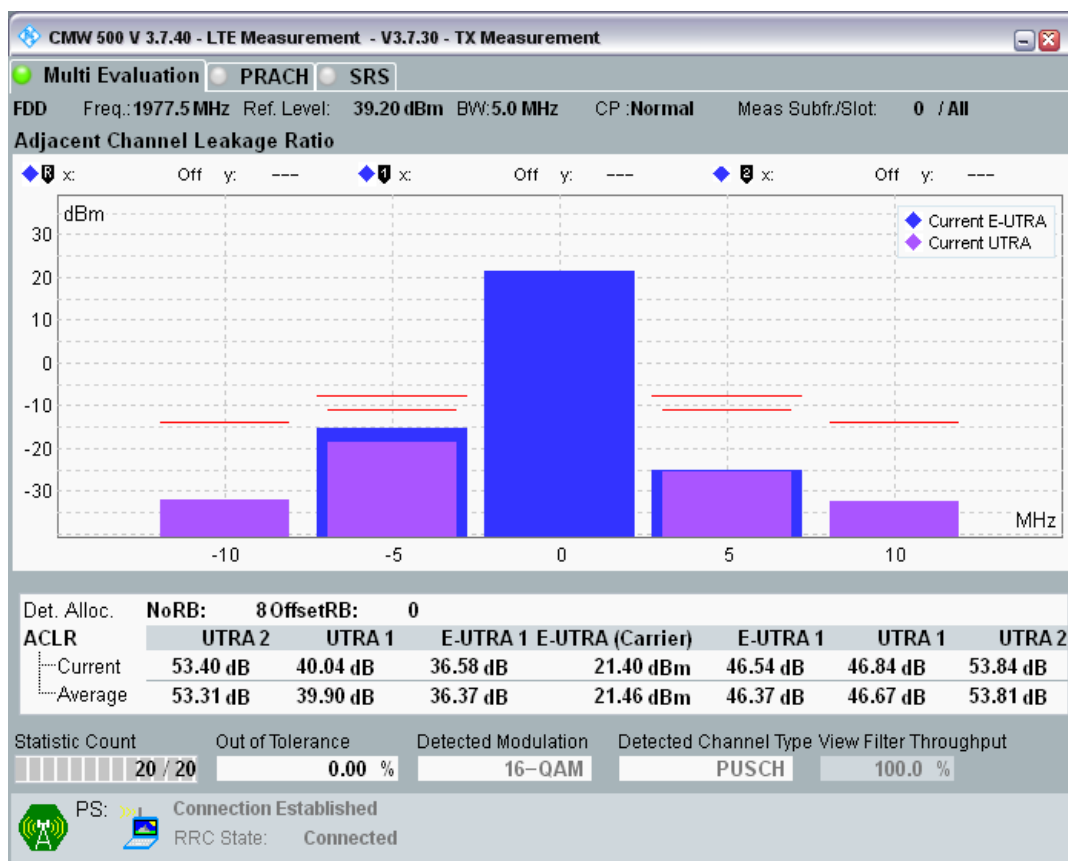 CMW 500 V 3.7.40 - LTE Measurement - V3.7.30 - TX Measurement
Multi Evaluation PRACH SRS
FDD Freq.: 1977.5 MHz Ref. Level: 39.20 dBm BW: 5.0 MHz CP : Normal Meas Subfr./Slot: 0 / All
Adjacent Channel Leakage Ratio
R x: Off y: --- 1 x: Off y: --- 2 x: Off y: ---
dBm
Current E-UTRA
Current UTRA
30
20
10
0
-10
-20
-30
MHz
-10 -5 0 5 10
Det. Alloc. NoRB: 8 OffsetRB: 0
ACLR UTRA 2 UTRA 1 E-UTRA 1 E-UTRA (Carrier) E-UTRA 1 UTRA 1 UTRA 2
Current 53.40 dB 40.04 dB 36.58 dB 21.40 dBm 46.54 dB 46.84 dB 53.84 dB
Average 53.31 dB 39.90 dB 36.37 dB 21.46 dBm 46.37 dB 46.67 dB 53.81 dB
Statistic Count Out of Tolerance Detected Modulation Detected Channel Type View Filter Throughput
20 / 20 0.00 % 16-QAM PUSCH 100.0 %
PS: Connection Established
RRC State: Connected